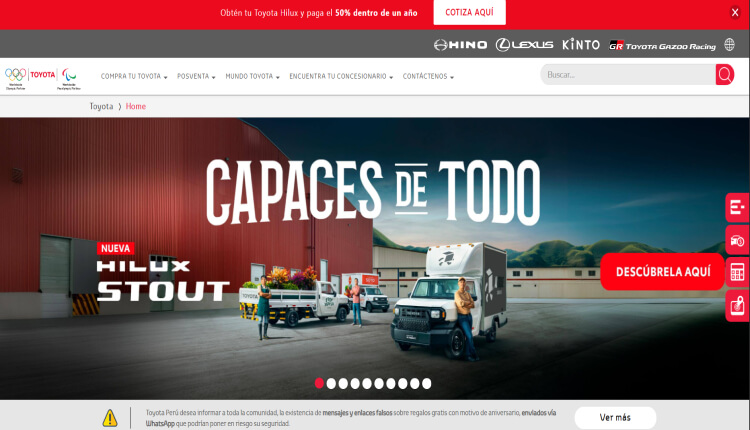 Obtén tu Toyota Hilux y paga el 50% dentro de un año
COTIZA AQUÍ
X
HINO LEXUS KINTO GR TOYOTA GAZOO Racing
TOYOTA
COMPRA TU TOYOTA POSVENTA MUNDO TOYOTA ENCUENTRA TU CONCESIONARIO CONTÁCTENOS
Buscar...
Toyota > Home
CAPACES DE TODO
NUEVA
HILUX
STOUT
DESCÚBRELA AQUÍ
Toyota Perú desea informar a toda la comunidad, la existencia de mensajes y enlaces falsos sobre regalos gratis con motivo de aniversario, enviados vía
WhatsApp que podrían poner en riesgo su seguridad.
Ver más